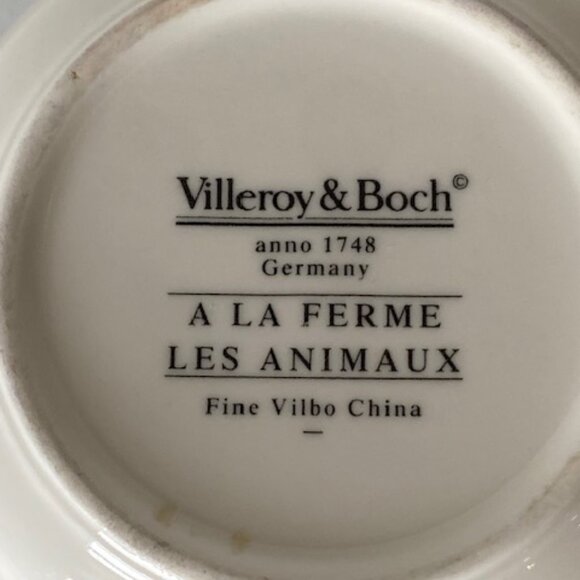 Villeroy & Boch©
anno 1748
Germany
A LA FERME
LES ANIMAUX
Fine Vilbo China